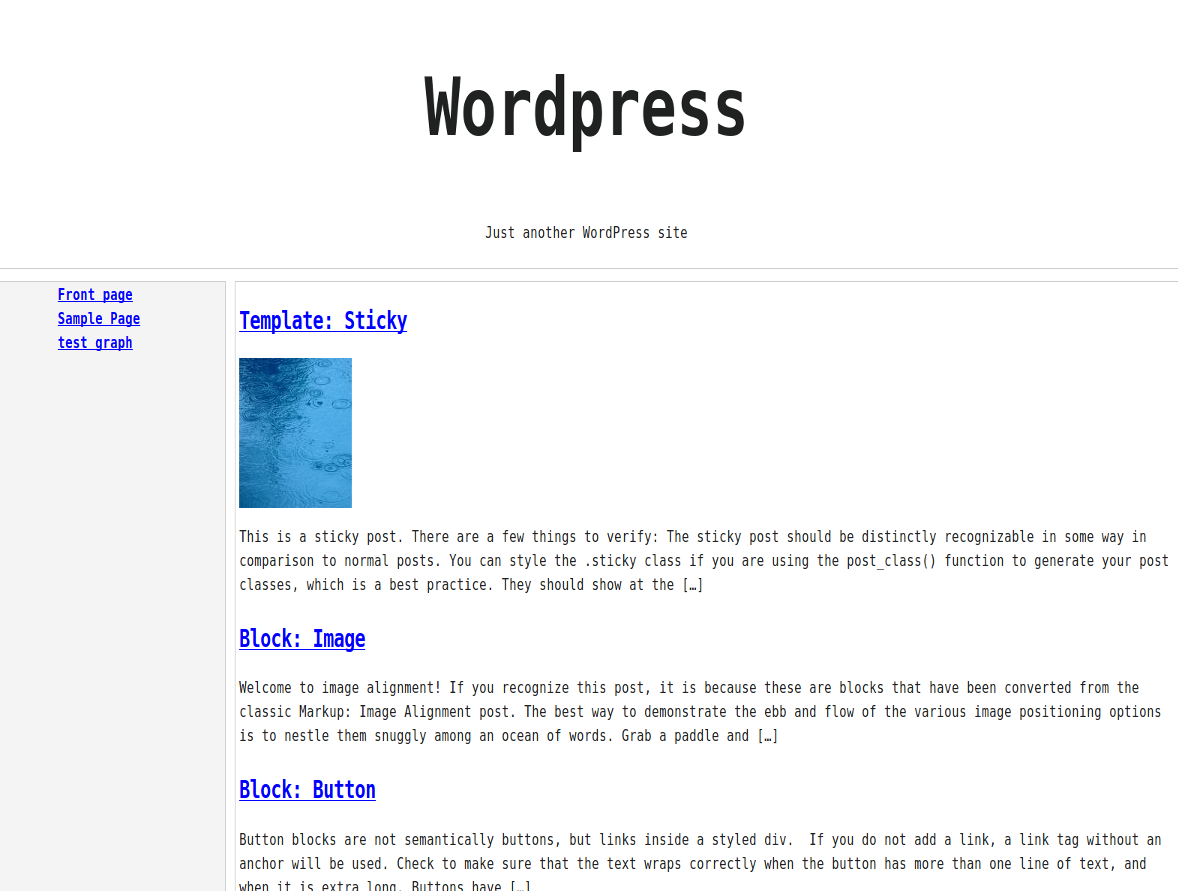 Wordpress
Just another WordPress site
Front page
Sample Page
test graph
Template: Sticky
This is a sticky post. There are a few things to verify: The sticky post should be distinctly recognizable in some way in
comparison to normal posts. You can style the .sticky class if you are using the post_class() function to generate your post
classes, which is a best practice. They should show at the […]
Block: Image
Welcome to image alignment! If you recognize this post, it is because these are blocks that have been converted from the
classic Markup: Image Alignment post. The best way to demonstrate the ebb and flow of the various image positioning options
is to nestle them snuggly among an ocean of words. Grab a paddle and […]
Block: Button
Button blocks are not semantically buttons, but links inside a styled div.  If you do not add a link, a link tag without an
anchor will be used. Check to make sure that the text wraps correctly when the button has more than one line of text, and
when it is extra long. Buttons have […]